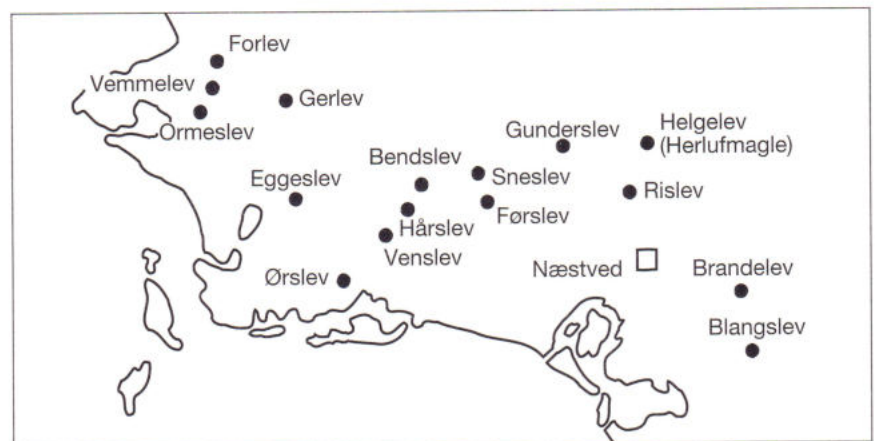 Forlev
Vemmelev
Gerlev
Ormeslev
Gunderslev
Helgelev
(Herlufmagle)
Bendslev
Sneslev
Eggeslev
Rislev
Førslev
Hårslev
Venslev
Ørslev
Næstved
Brandelev
Blangslev